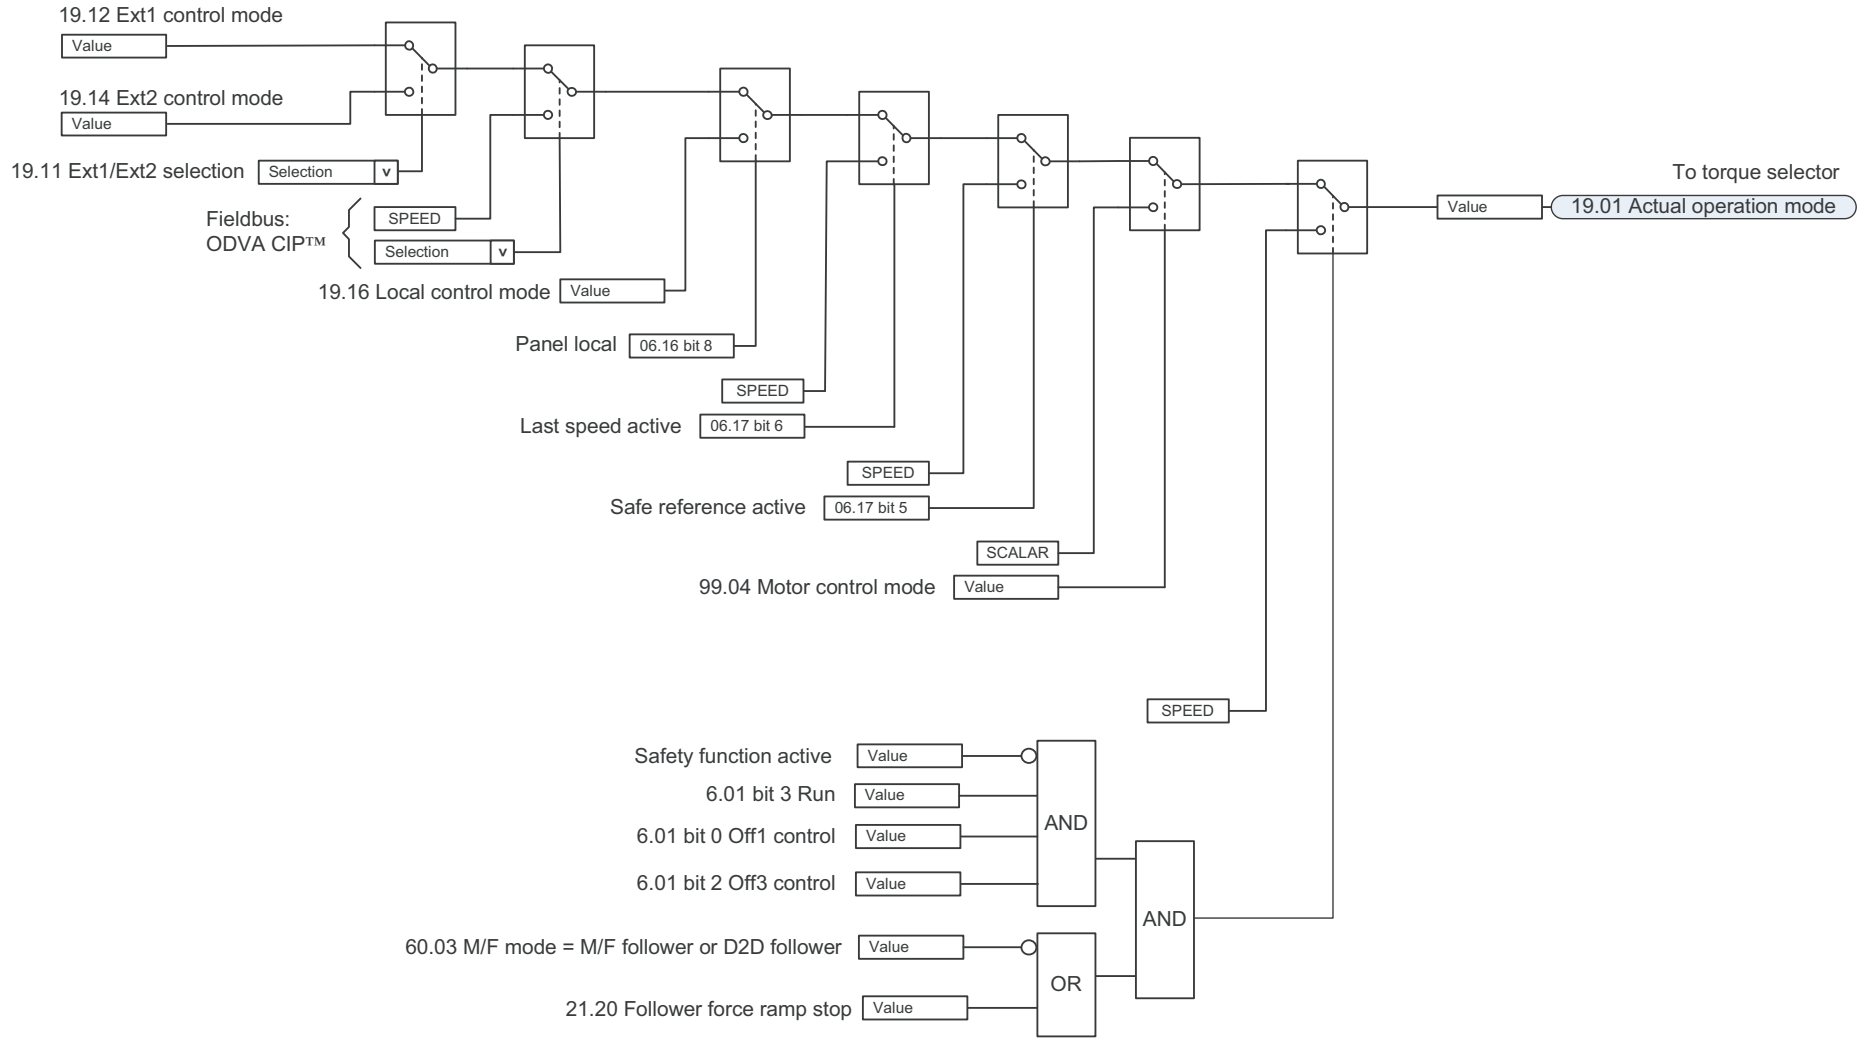 19.12 Ext1 control mode
Value
19.14 Ext2 control mode
Value
19.11 Ext1/Ext2 selection
Selection
v
Fieldbus:
ODVA CIP™
SPEED
Selection
v
19.16 Local control mode
Value
Panel local
06.16 bit 8
SPEED
Last speed active
06.17 bit 6
SPEED
Safe reference active
06.17 bit 5
SCALAR
99.04 Motor control mode
Value
To torque selector
Value
19.01 Actual operation mode
SPEED
Safety function active
Value
6.01 bit 3 Run
Value
6.01 bit 0 Off1 control
Value
6.01 bit 2 Off3 control
Value
AND
AND
60.03 M/F mode = M/F follower or D2D follower
Value
OR
21.20 Follower force ramp stop
Value